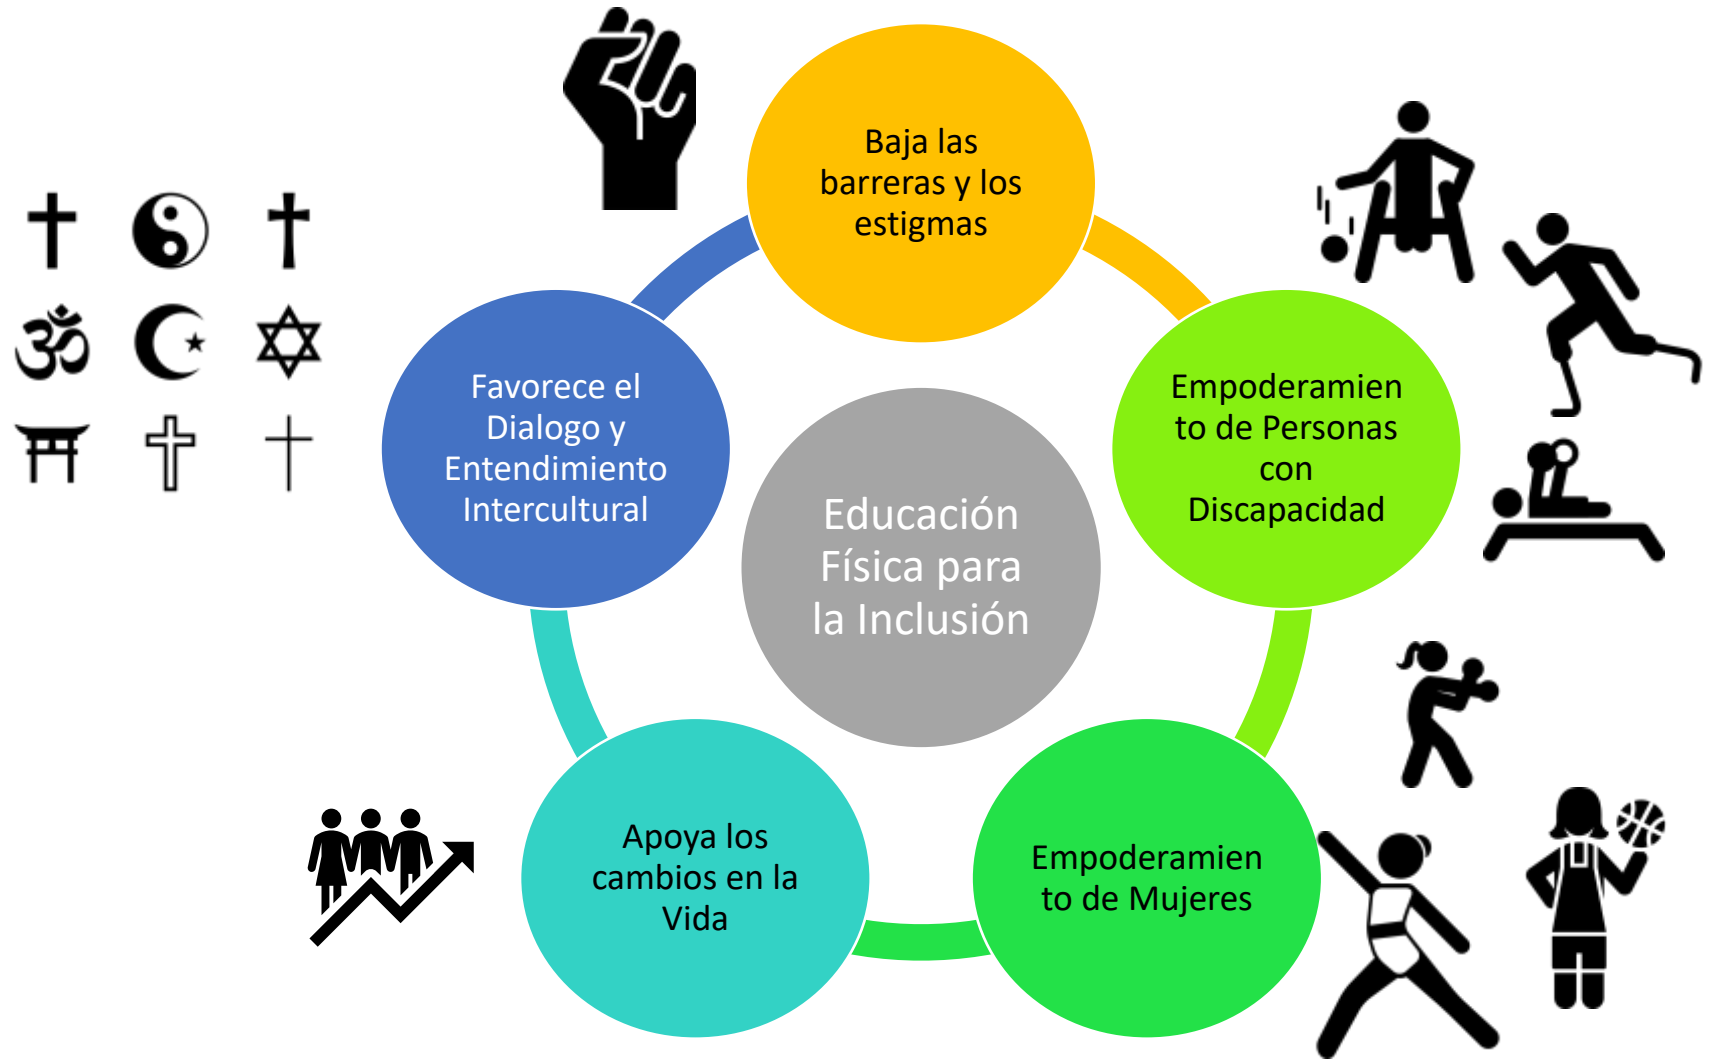 Baja las
barreras y los
estigmas
Empoderamien
to de Personas
con
Discapacidad
Empoderamien
to de Mujeres
Apoya los
cambios en la
Vida
Favorece el
Dialogo y
Entendimiento
Intercultural
Educación
Física para
la Inclusión